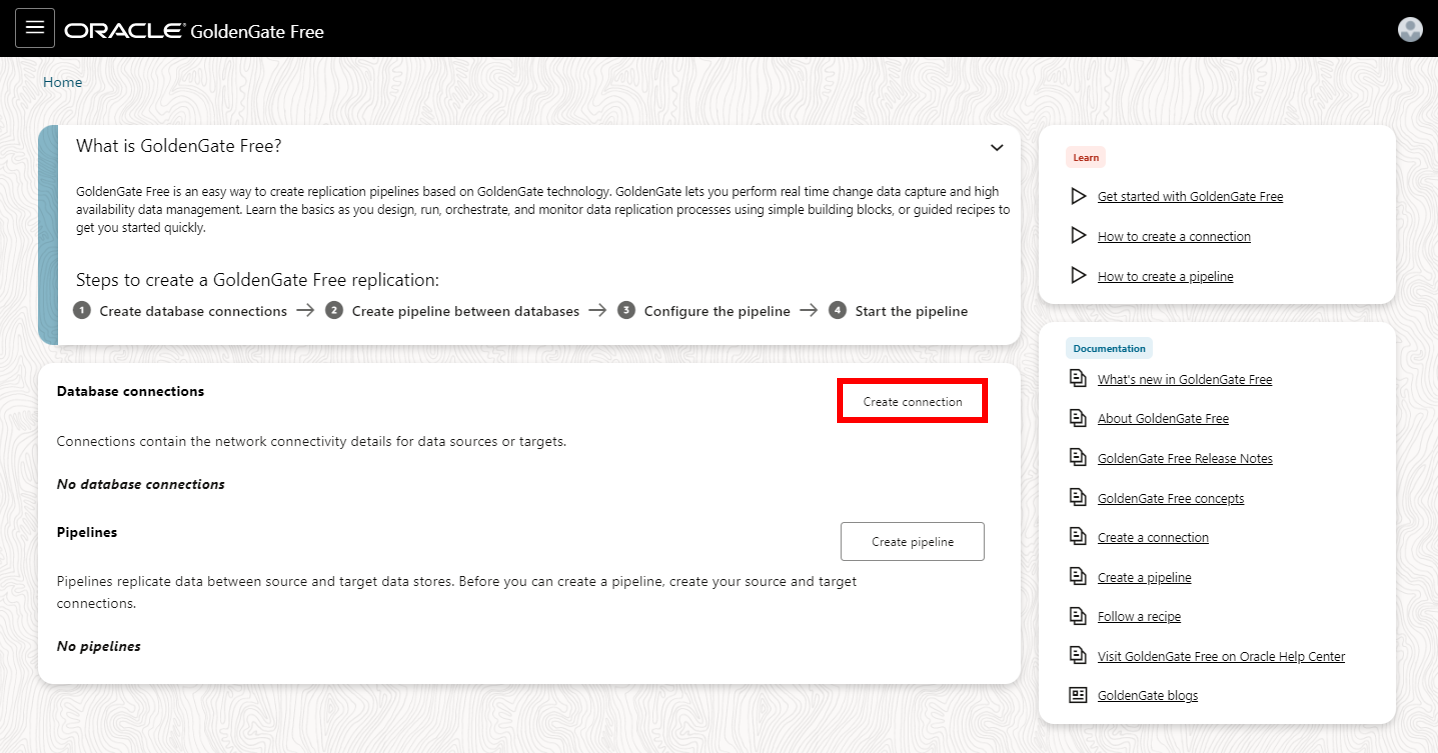 ORACLE® GoldenGate Free
Home
What is GoldenGate Free?
GoldenGate Free is an easy way to create replication pipelines based on GoldenGate technology. GoldenGate lets you perform real time change data capture and high
availability data management. Learn the basics as you design, run, orchestrate, and monitor data replication processes using simple building blocks, or guided recipes to
get you started quickly.
Steps to create a GoldenGate Free replication:
1 Create database connections → 2 Create pipeline between databases → 3 Configure the pipeline → 4 Start the pipeline
Database connections
Create connection
Connections contain the network connectivity details for data sources or targets.
No database connections
Pipelines
Create pipeline
Pipelines replicate data between source and target data stores. Before you can create a pipeline, create your source and target
connections.
No pipelines
Learn
Get started with GoldenGate Free
How to create a connection
How to create a pipeline
Documentation
What's new in GoldenGate Free
About GoldenGate Free
GoldenGate Free Release Notes
GoldenGate Free concepts
Create a connection
Create a pipeline
Follow a recipe
Visit GoldenGate Free on Oracle Help Center
GoldenGate blogs